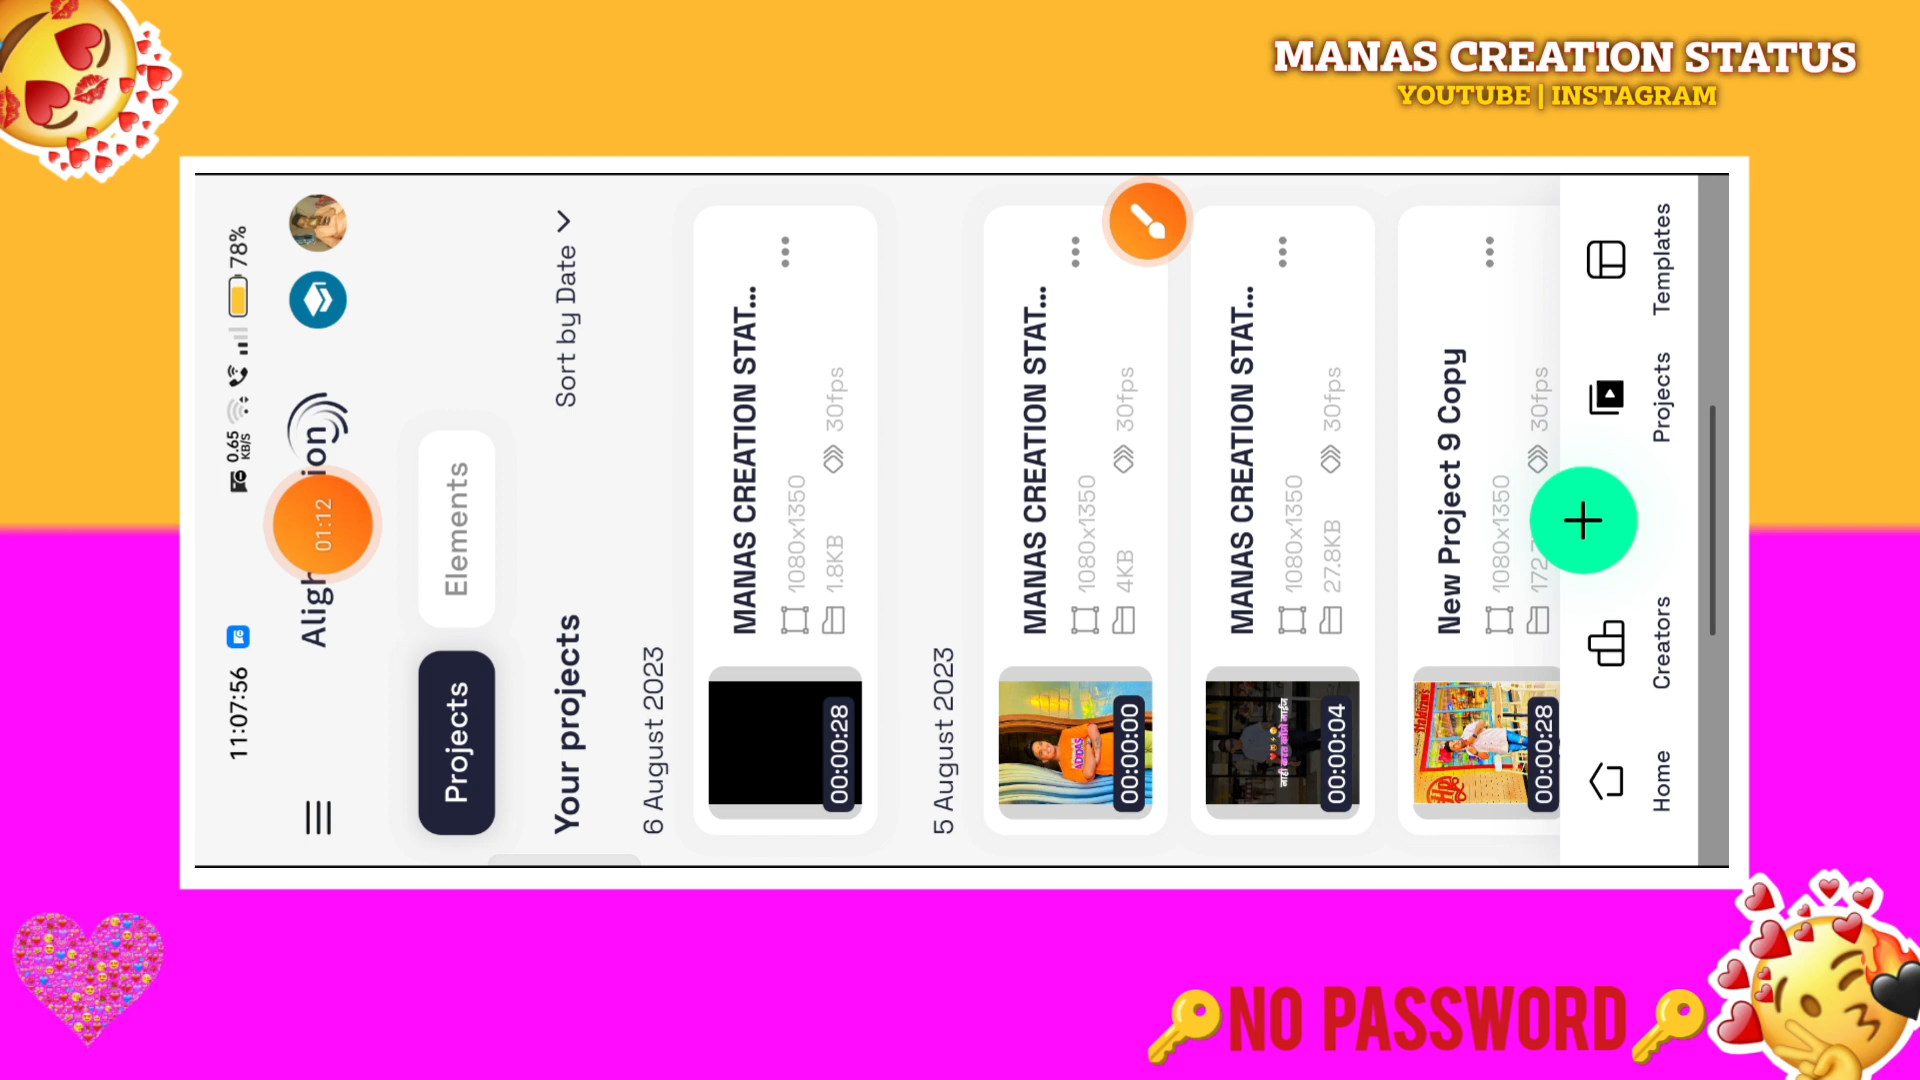 MANAS CREATION STATUS
YOUTUBE | INSTAGRAM
11:07:56
0.65
KB/S
78%
01:12
Projects
Elements
Your projects
Sort by Date
6 August 2023
MANAS CREATION STAT...
1080x1350
1.8KB
30fps
00:00:28
5 August 2023
MANAS CREATION STAT...
1080x1350
4KB
30fps
00:00:00
MANAS CREATION STAT...
1080x1350
27.8KB
30fps
00:00:04
New Project 9 Copy
1080x1350
30fps
00:00:28
Home
Creators
Projects
Templates
NO PASSWORD